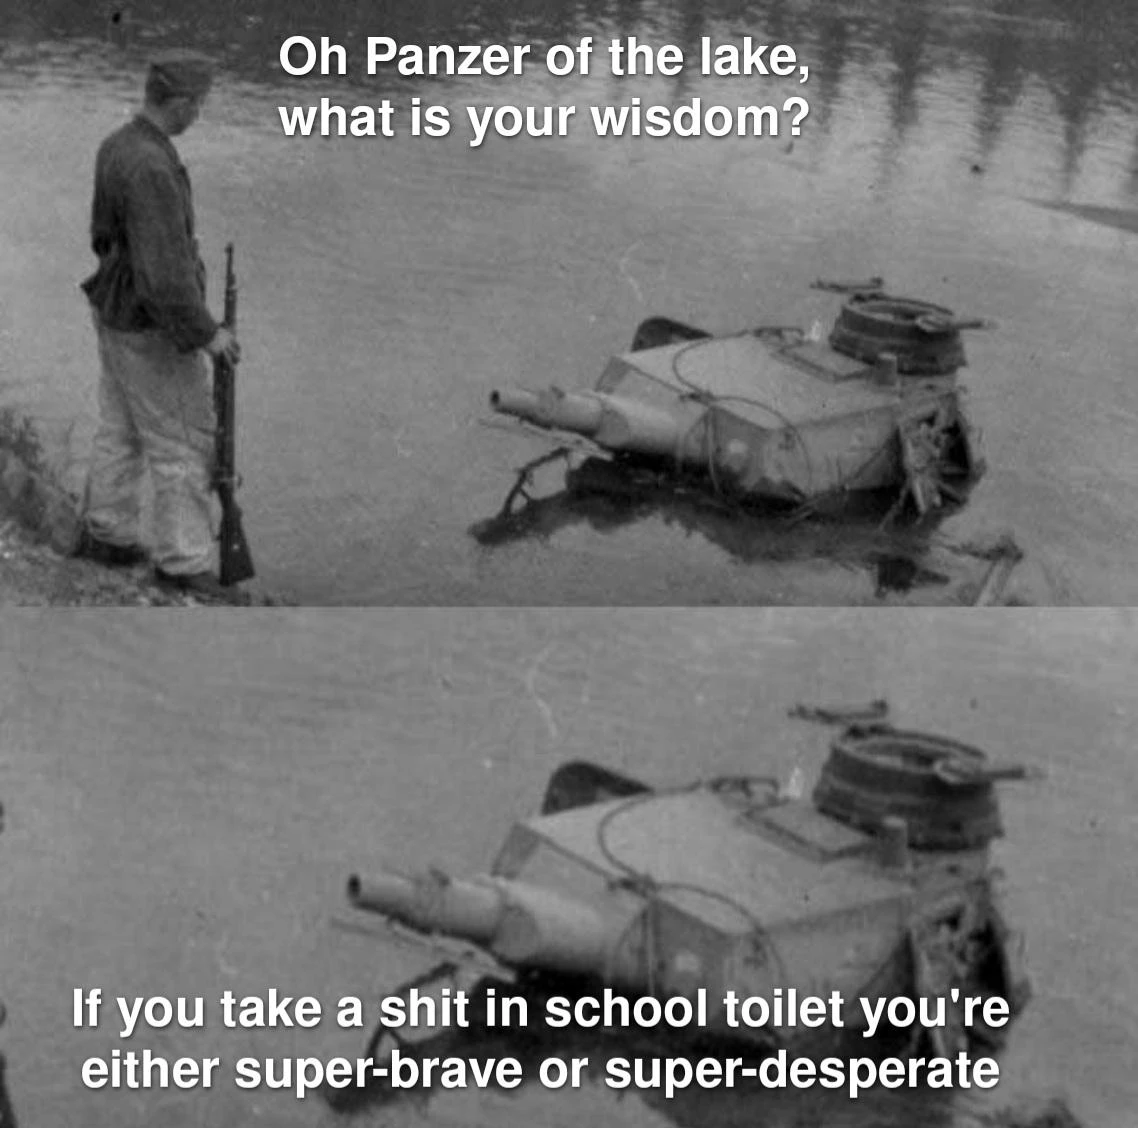 Oh Panzer of the lake,
what is your wisdom?
If you take a shit in school toilet you're
either super-brave or super-desperate